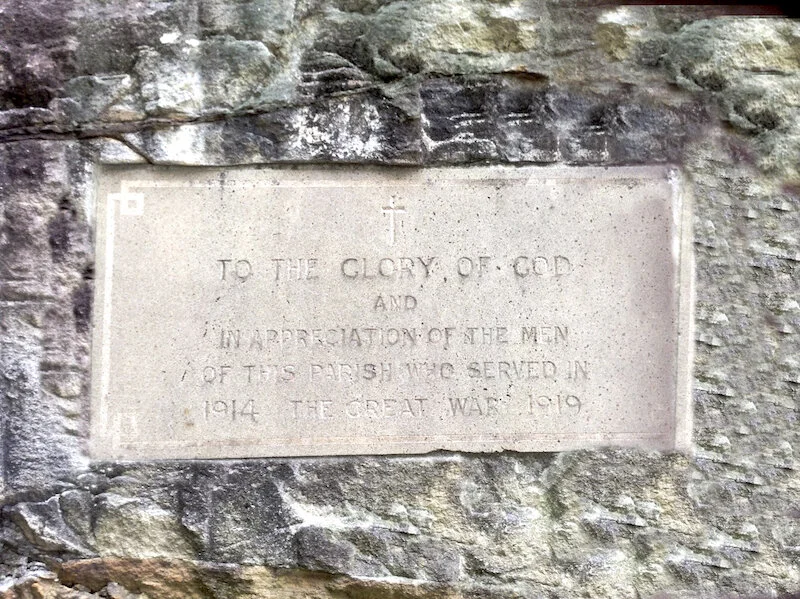 TO THE GLORY OF GOD
AND
IN APPRECIATION OF THE MEN
OF THIS PARISH WHO SERVED IN
1914 THE GREAT WAR 1919